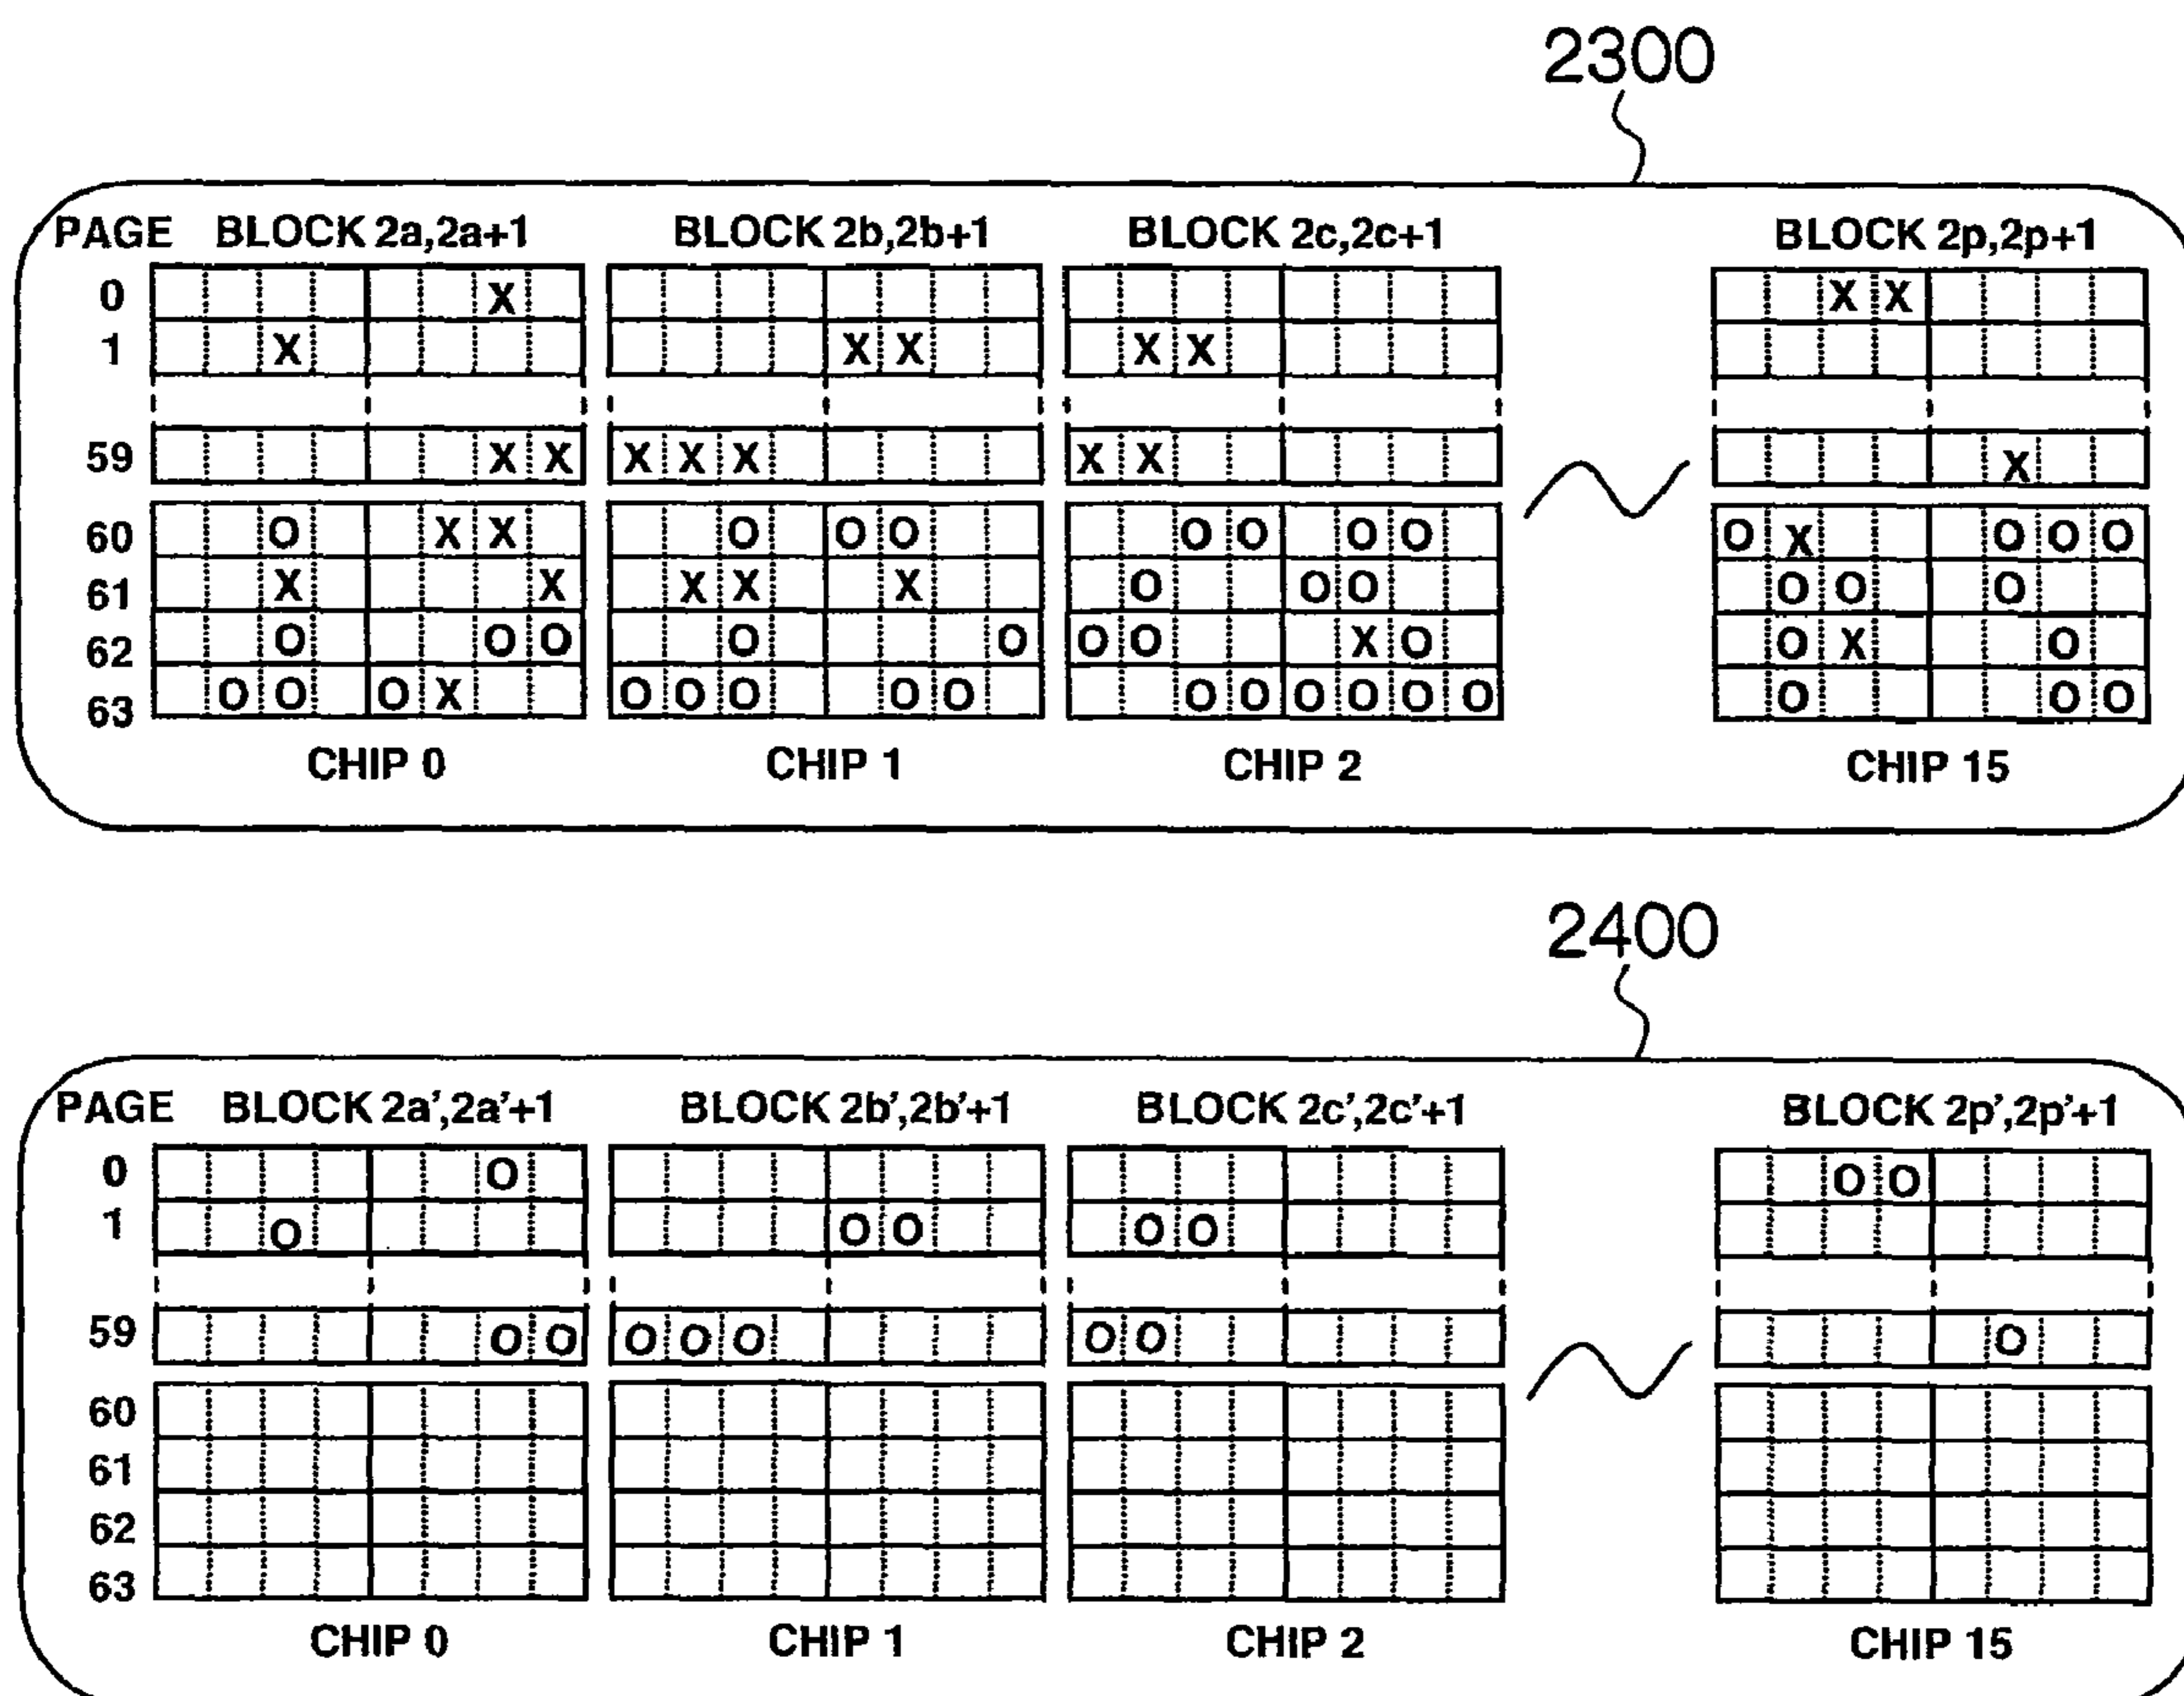 2300
PAGE BLOCK 2a,2a+1 BLOCK 2b,2b+1 BLOCK 2c,2c+1 BLOCK 2p,2p+1
0 X X X
1 X X X X X
59 X X X X X X X X
60 O X X O O O O O O O O X O O O
61 X X X X X O O O O O O
62 O O O O O O O X O O X O
63 O O O X O O O O O O O O O O O O O O
CHIP 0 CHIP 1 CHIP 2 CHIP 15
2400
PAGE BLOCK 2a',2a'+1 BLOCK 2b',2b'+1 BLOCK 2c',2c'+1 BLOCK 2p',2p'+1
0 O O O
1 O O O O O
59 O O O O O O O O
60
61
62
63
CHIP 0 CHIP 1 CHIP 2 CHIP 15